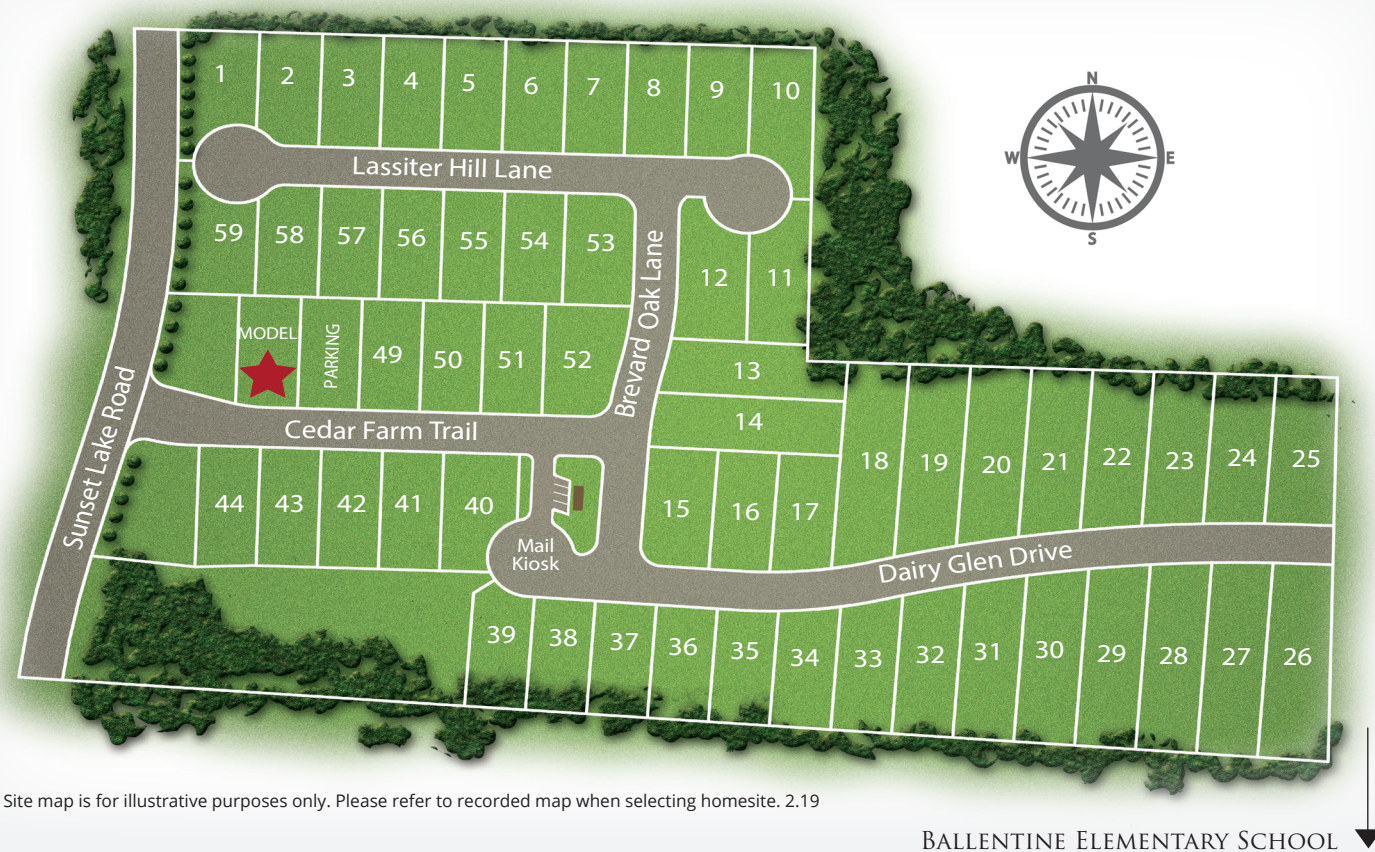 1 2 3 4 5 6 7 8 9 10
N
W E
S
Lassiter Hill Lane
59 58 57 56 55 54 53
12 11
Brevard Oak Lane
MODEL
PARKING
49 50 51 52
13
14
Sunset Lake Road
Cedar Farm Trail
18 19 20 21 22 23 24 25
44 43 42 41 40
15 16 17
Mail
Kiosk
Dairy Glen Drive
39 38 37 36 35 34 33 32 31 30 29 28 27 26
Site map is for illustrative purposes only. Please refer to recorded map when selecting homesite. 2.19
BALLENTINE ELEMENTARY SCHOOL